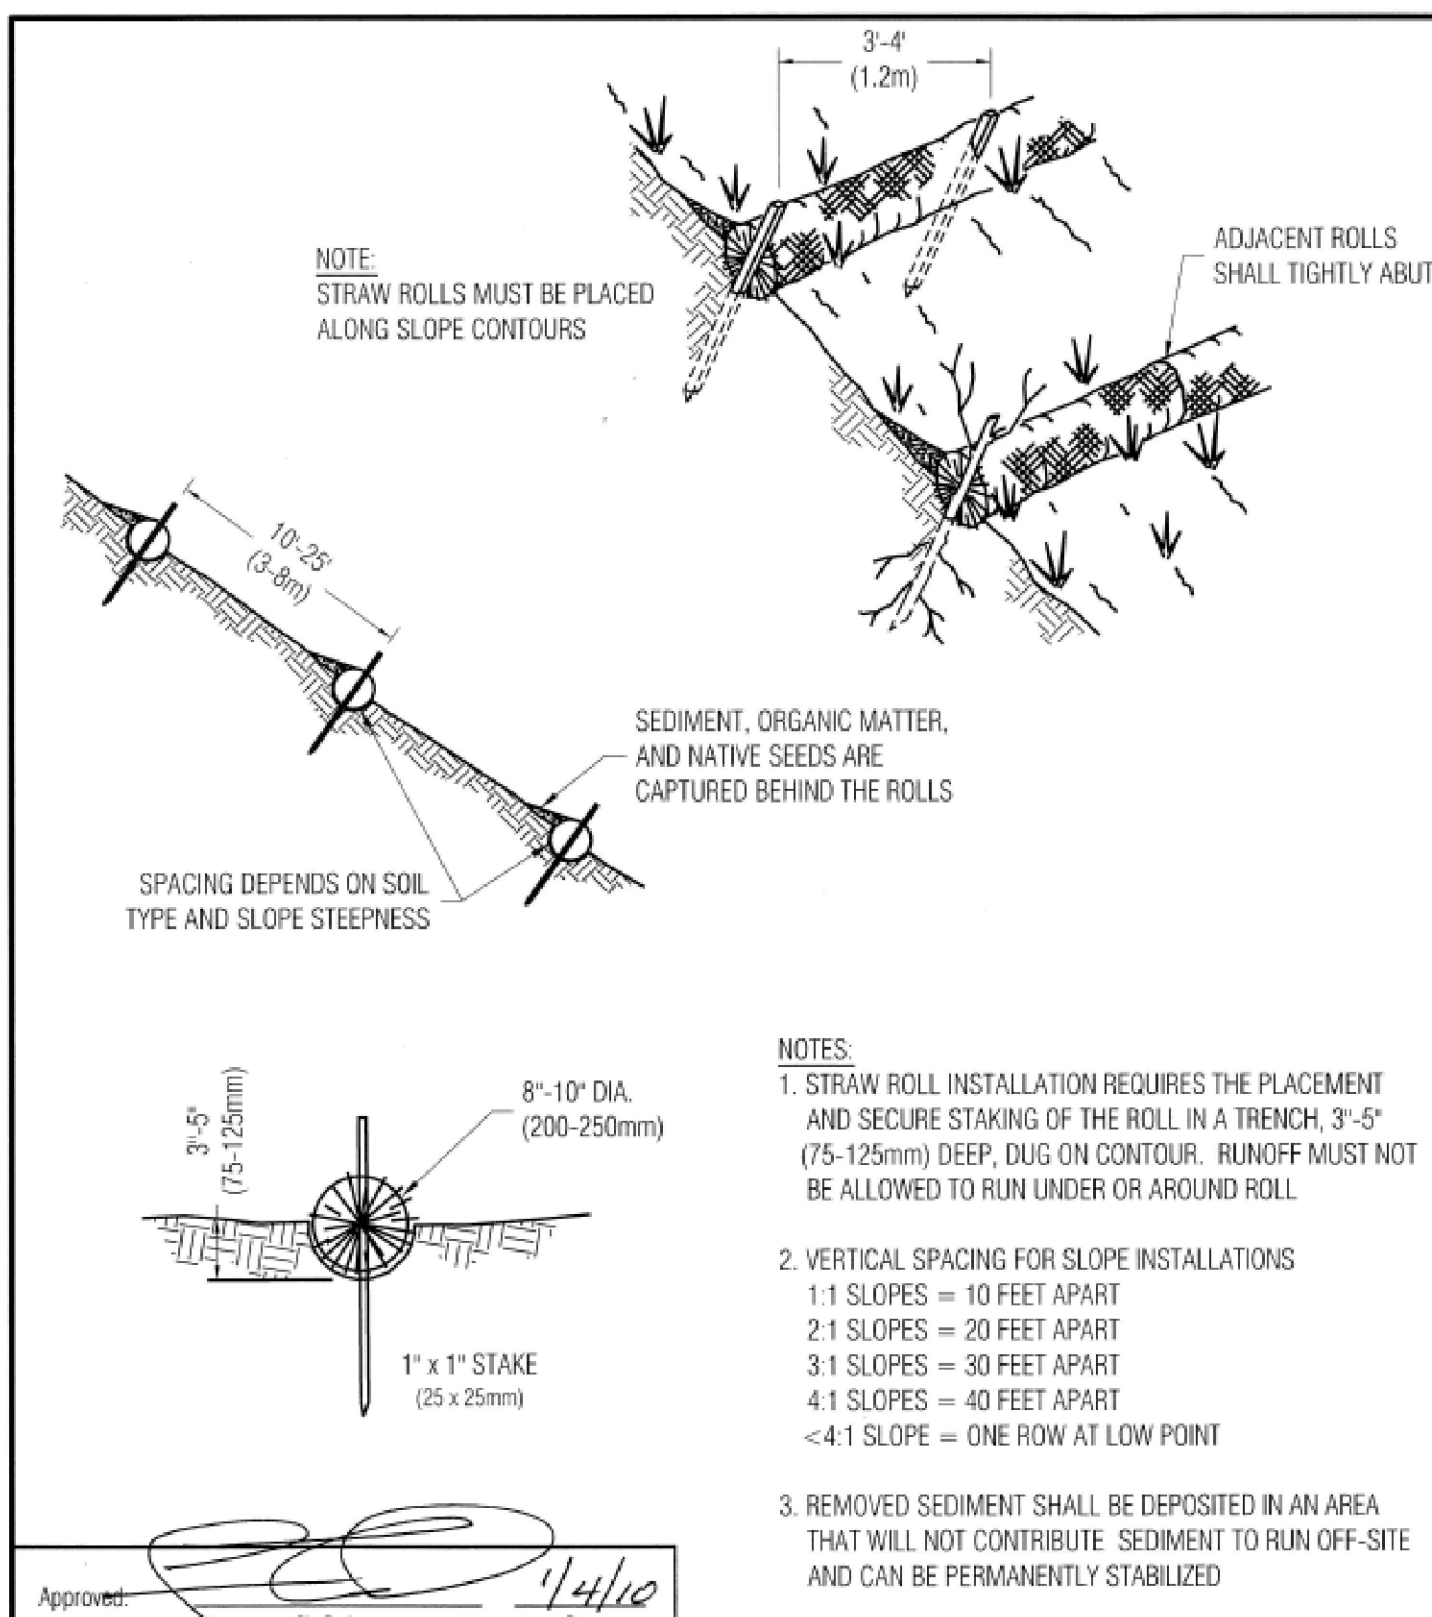 3'-4'
(1.2m)
NOTE:
STRAW ROLLS MUST BE PLACED
ALONG SLOPE CONTOURS
ADJACENT ROLLS
SHALL TIGHTLY ABUT
10'-25'
(3-8m)
SEDIMENT, ORGANIC MATTER,
AND NATIVE SEEDS ARE
CAPTURED BEHIND THE ROLLS
SPACING DEPENDS ON SOIL
TYPE AND SLOPE STEEPNESS
3"-5"
(75-125mm)
8"-10" DIA.
(200-250mm)
1" x 1" STAKE
(25 x 25mm)
NOTES:
1. STRAW ROLL INSTALLATION REQUIRES THE PLACEMENT
AND SECURE STAKING OF THE ROLL IN A TRENCH, 3"-5"
(75-125mm) DEEP, DUG ON CONTOUR. RUNOFF MUST NOT
BE ALLOWED TO RUN UNDER OR AROUND ROLL
2. VERTICAL SPACING FOR SLOPE INSTALLATIONS
1:1 SLOPES = 10 FEET APART
2:1 SLOPES = 20 FEET APART
3:1 SLOPES = 30 FEET APART
4:1 SLOPES = 40 FEET APART
<4:1 SLOPE = ONE ROW AT LOW POINT
3. REMOVED SEDIMENT SHALL BE DEPOSITED IN AN AREA
THAT WILL NOT CONTRIBUTE SEDIMENT TO RUN OFF-SITE
AND CAN BE PERMANENTLY STABILIZED
Approved: 1/4/10